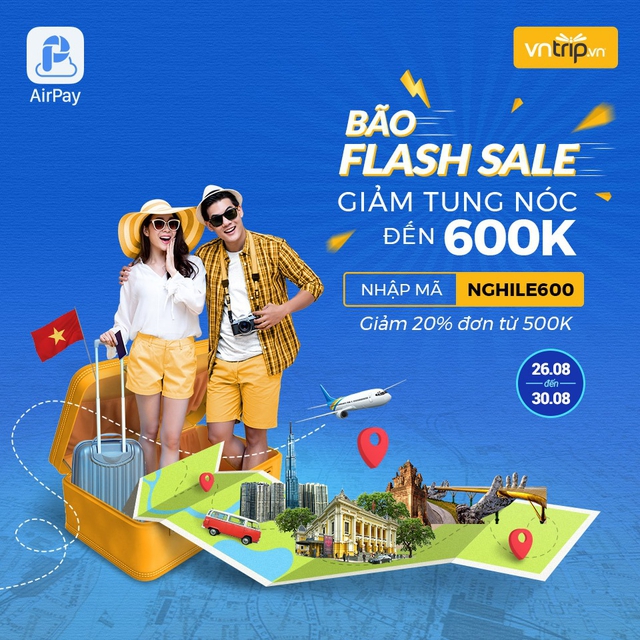 AirPay
vntrip.vn
BÃO
FLASH SALE
GIẢM TUNG NÓC
ĐẾN 600K
NHẬP MÃ NGHILE600
Giảm 20% đơn từ 500K
26.08
đến
30.08